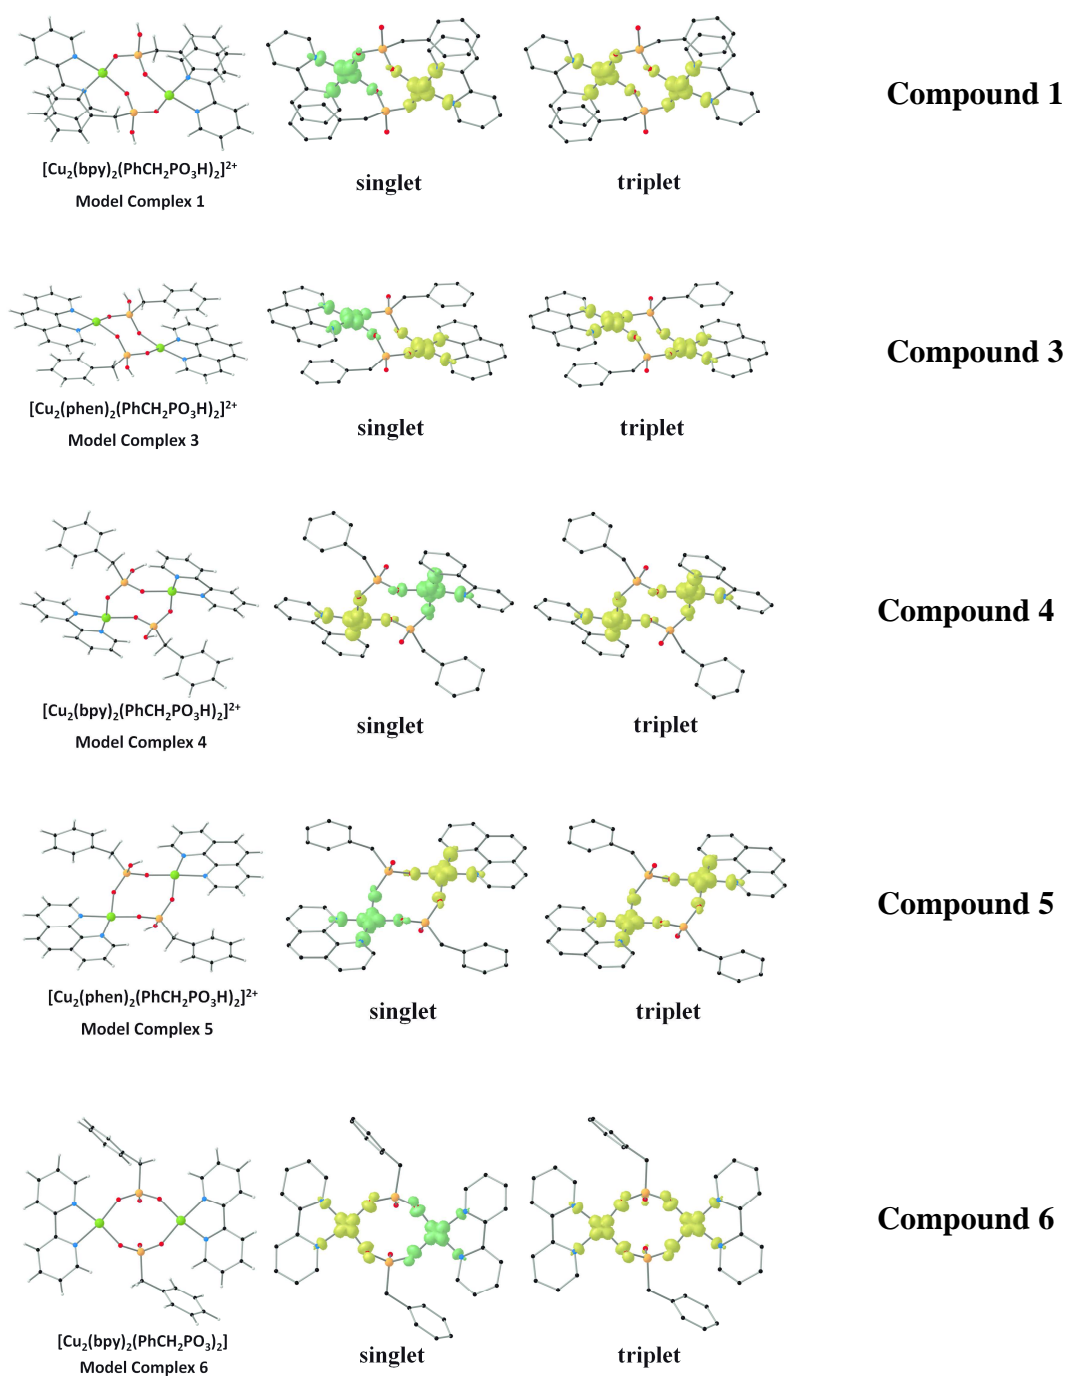 Compound 1
[Cu₂(bpy)₂(PhCH₂PO₃H)₂]²⁺
Model Complex 1
singlet
triplet
Compound 3
[Cu₂(phen)₂(PhCH₂PO₃H)₂]²⁺
Model Complex 3
singlet
triplet
Compound 4
[Cu₂(bpy)₂(PhCH₂PO₃H)₂]²⁺
Model Complex 4
singlet
triplet
Compound 5
[Cu₂(phen)₂(PhCH₂PO₃H)₂]²⁺
Model Complex 5
singlet
triplet
Compound 6
[Cu₂(bpy)₂(PhCH₂PO₃)₂]
Model Complex 6
singlet
triplet